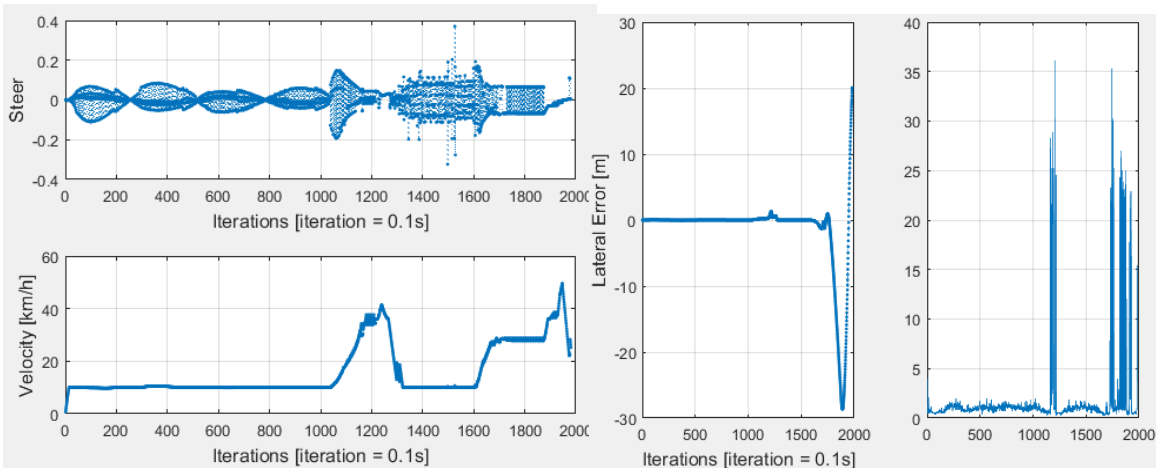 0.4
0.2
0
-0.2
-0.4
Steer
0 200 400 600 800 1000 1200 1400 1600 1800 2000
Iterations [iteration = 0.1s]
60
40
20
0
Velocity [km/h]
0 200 400 600 800 1000 1200 1400 1600 1800 2000
Iterations [iteration = 0.1s]
30
20
10
0
-10
-20
-30
Lateral Error [m]
0 500 1000 1500 2000
Iterations [iteration = 0.1s]
40
35
30
25
20
15
10
5
0
0 500 1000 1500 2000